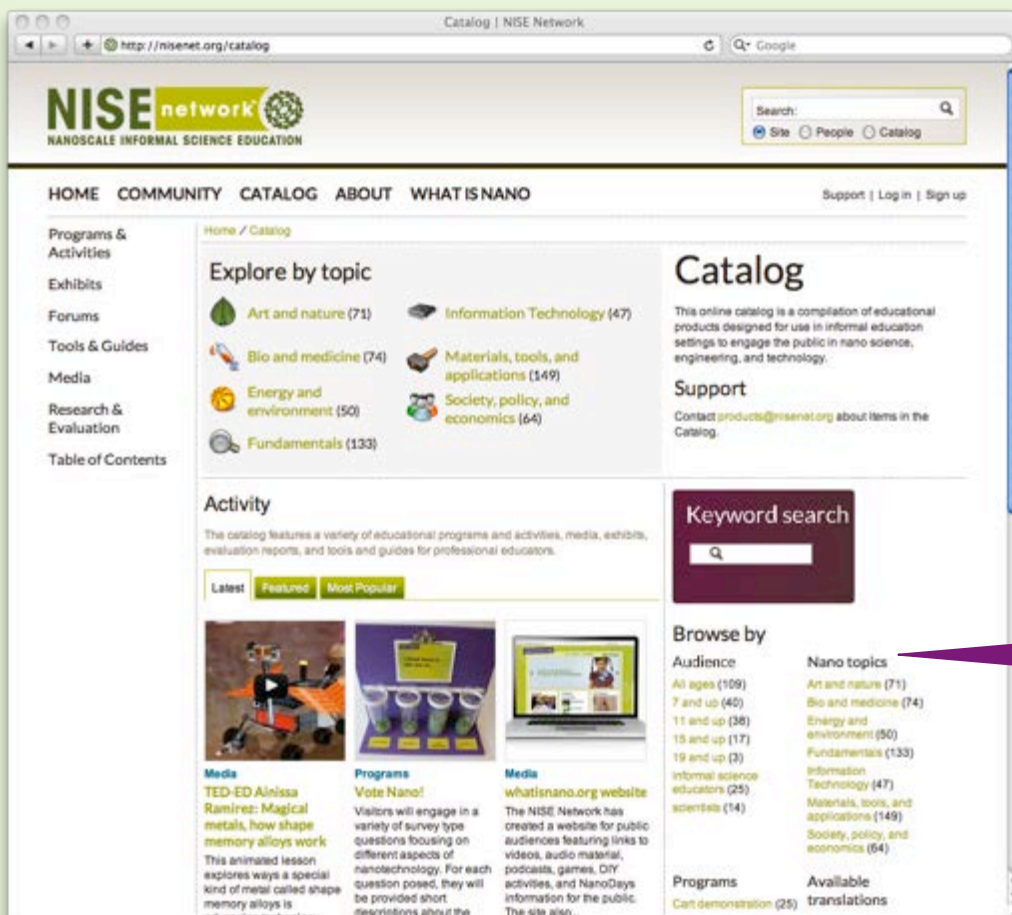 Catalog | NISE Network
http://nisenet.org/catalog
Google
NISE network
NANOSCALE INFORMAL SCIENCE EDUCATION
Search:
Site People Catalog
HOME COMMUNITY CATALOG ABOUT WHAT IS NANO
Support | Log in | Sign up
Programs &
Activities
Exhibits
Forums
Tools & Guides
Media
Research &
Evaluation
Table of Contents
Home / Catalog
Explore by topic
Art and nature (71)
Bio and medicine (74)
Energy and
environment (50)
Fundamentals (133)
Information Technology (47)
Materials, tools, and
applications (149)
Society, policy, and
economics (64)
Catalog
This online catalog is a compilation of educational
products designed for use in informal education
settings to engage the public in nano science,
engineering, and technology.
Support
Contact products@nisenet.org about items in the
Catalog.
Activity
The catalog features a variety of educational programs and activities, media, exhibits,
evaluation reports, and tools and guides for professional educators.
Latest Featured Most Popular
Media
TED-ED Ainissa
Ramirez: Magical
metals, how shape
memory alloys work
This animated lesson
explores ways a special
kind of metal called shape
memory alloys is
Programs
Vote Nano!
Visitors will engage in a
variety of survey type
questions focusing on
different aspects of
nanotechnology. For each
question posed, they will
be provided short
descriptions about the
Media
whatisnano.org website
The NISE Network has
created a website for public
audiences featuring links to
videos, audio material,
podcasts, games, DIY
activities, and NanoDays
information for the public.
The site also...
Keyword search
Browse by
Audience
All ages (109)
7 and up (40)
11 and up (38)
15 and up (17)
19 and up (3)
informal science
educators (25)
scientists (14)
Nano topics
Art and nature (71)
Bio and medicine (74)
Energy and
environment (50)
Fundamentals (133)
Information
Technology (47)
Materials, tools, and
applications (149)
Society, policy, and
economics (64)
Programs
Cart demonstration (25)
Available
translations